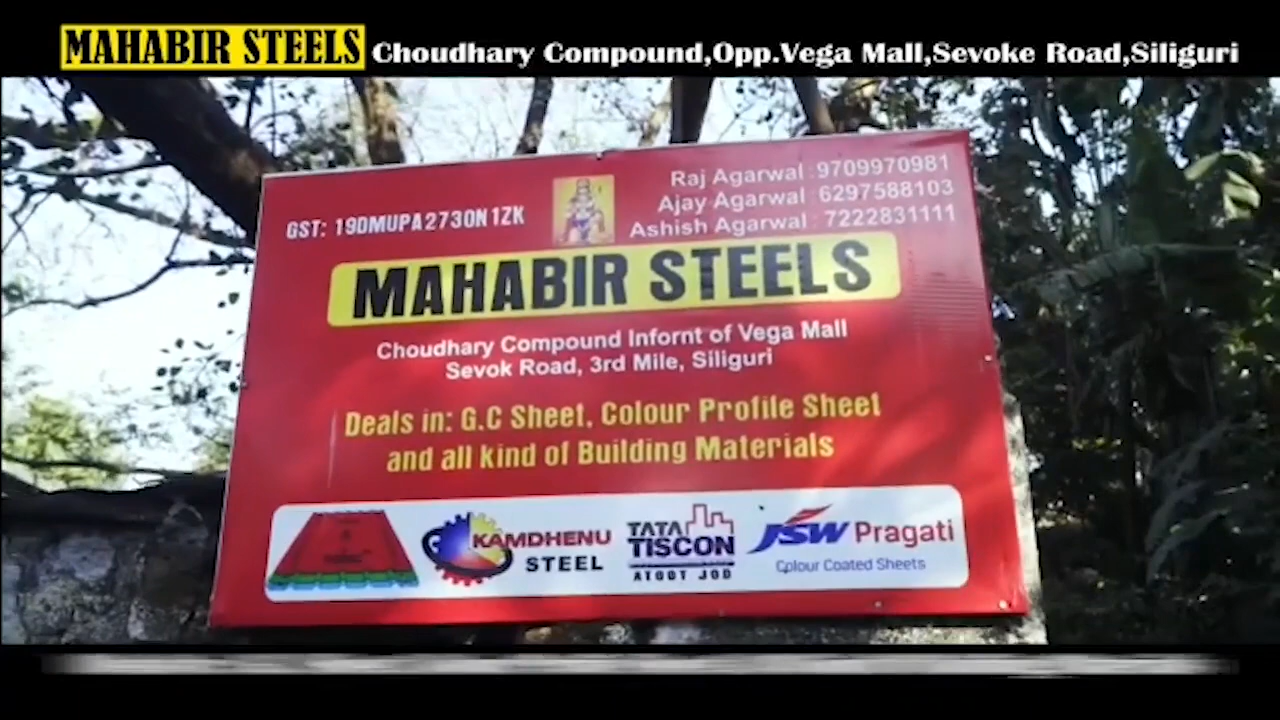 MAHABIR STEELS Choudhary Compound,Opp.Vega Mall,Sevoke Road,Siliguri
GST: 19DMUPA2730N1ZK
Raj Agarwal : 9709970981
Ajay Agarwal 6297588103
Ashish Agarwal : 7222831111
MAHABIR STEELS
Choudhary Compound Infornt of Vega Mall
Sevok Road, 3rd Mile, Siliguri
Deals in: G.C Sheet, Colour Profile Sheet
and all kind of Building Materials
KAMDHENU
STEEL
TATA
TISCON
ATOOT JOD
JSW Pragati
Colour Coated Sheets